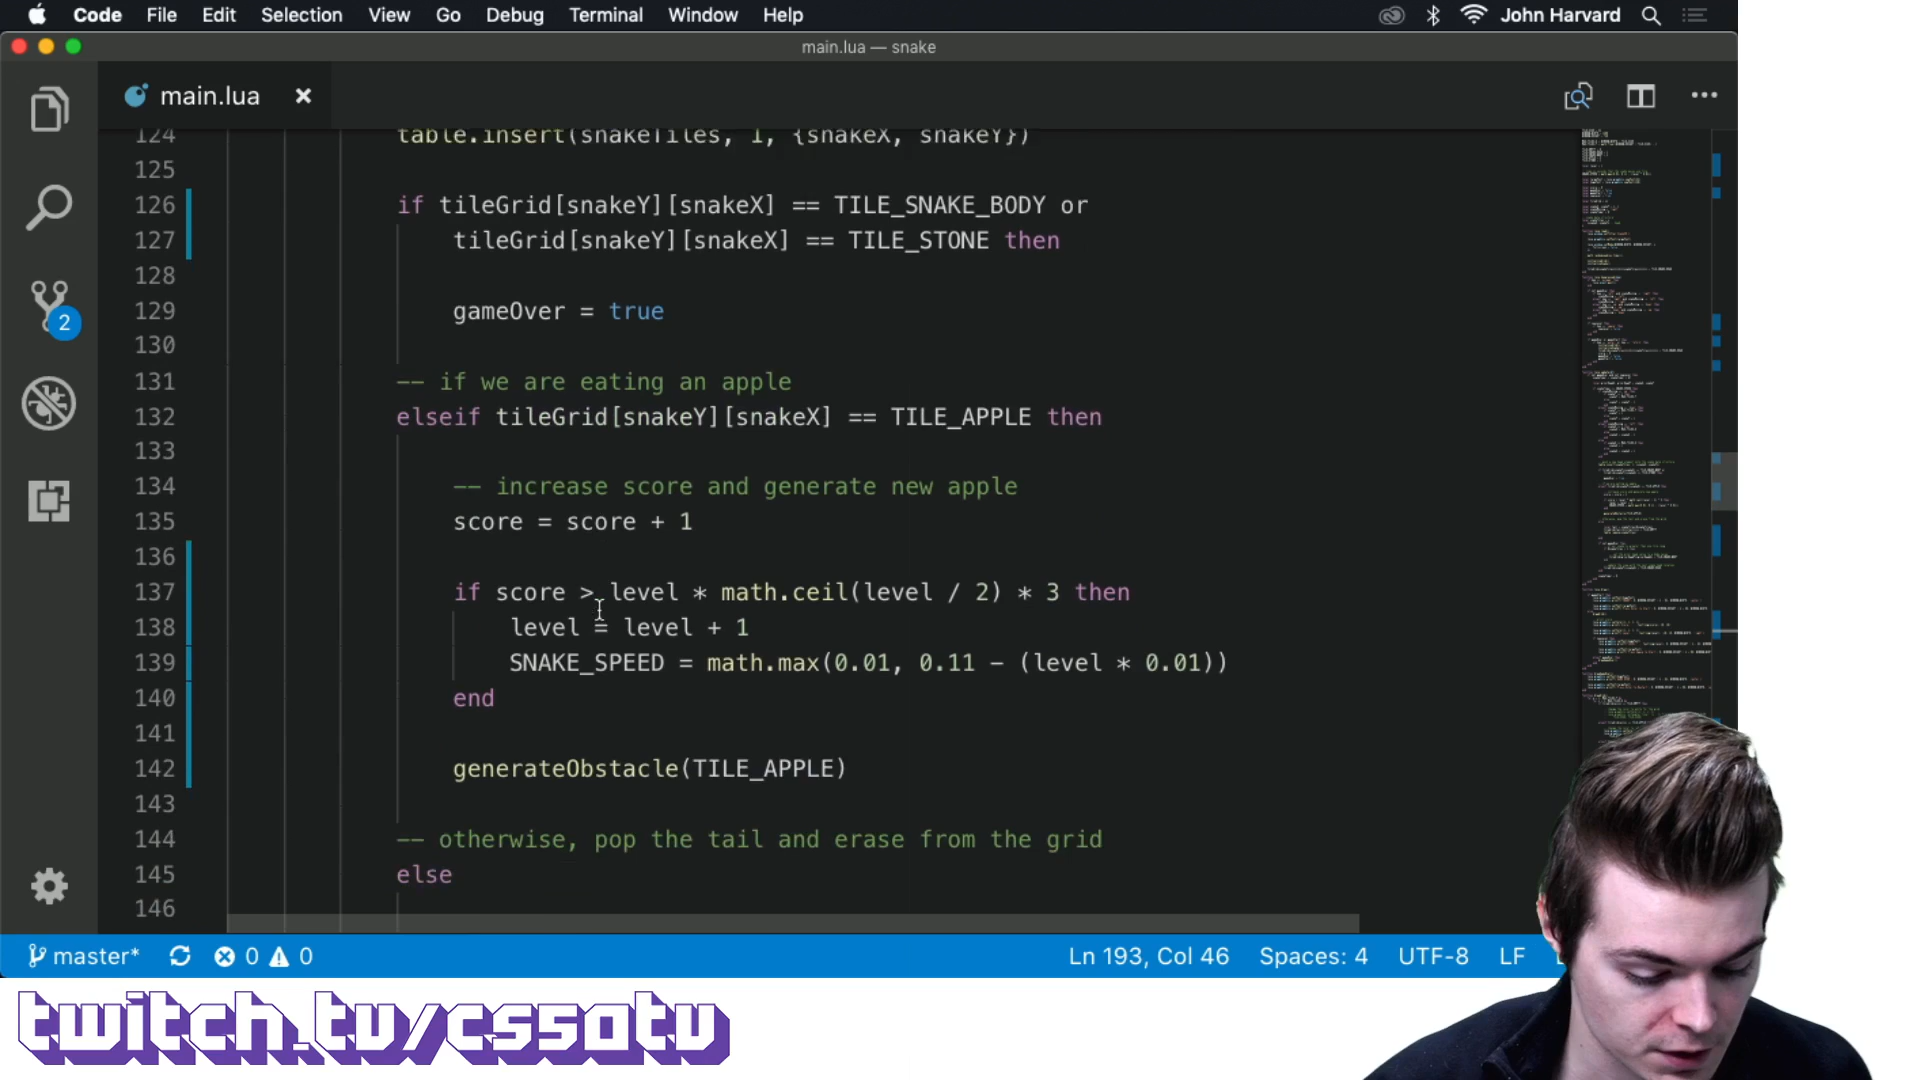 Code File Edit Selection View Go Debug Terminal Window Help John Harvard
main.lua — snake
main.lua
124 table.insert(snakeTiles, 1, {snakeX, snakeY})
125
126 if tileGrid[snakeY][snakeX] == TILE_SNAKE_BODY or
127 tileGrid[snakeY][snakeX] == TILE_STONE then
128
129 gameOver = true
130
131 -- if we are eating an apple
132 elseif tileGrid[snakeY][snakeX] == TILE_APPLE then
133
134 -- increase score and generate new apple
135 score = score + 1
136
137 if score > level * math.ceil(level / 2) * 3 then
138 level = level + 1
139 SNAKE_SPEED = math.max(0.01, 0.11 - (level * 0.01))
140 end
141
142 generateObstacle(TILE_APPLE)
143
144 -- otherwise, pop the tail and erase from the grid
145 else
146
2
master* 0 0 Ln 193, Col 46 Spaces: 4 UTF-8 LF
twitch.tv/cs50tv